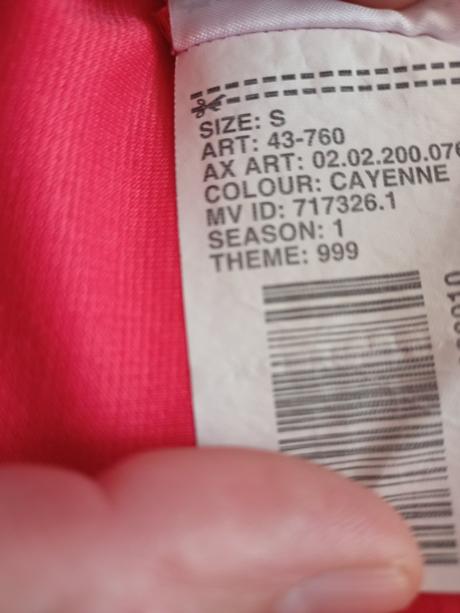 SIZE: S
ART: 43-760
AX ART: 02.02.200.076
COLOUR: CAYENNE
MV ID: 717326.1
SEASON: 1
THEME: 999